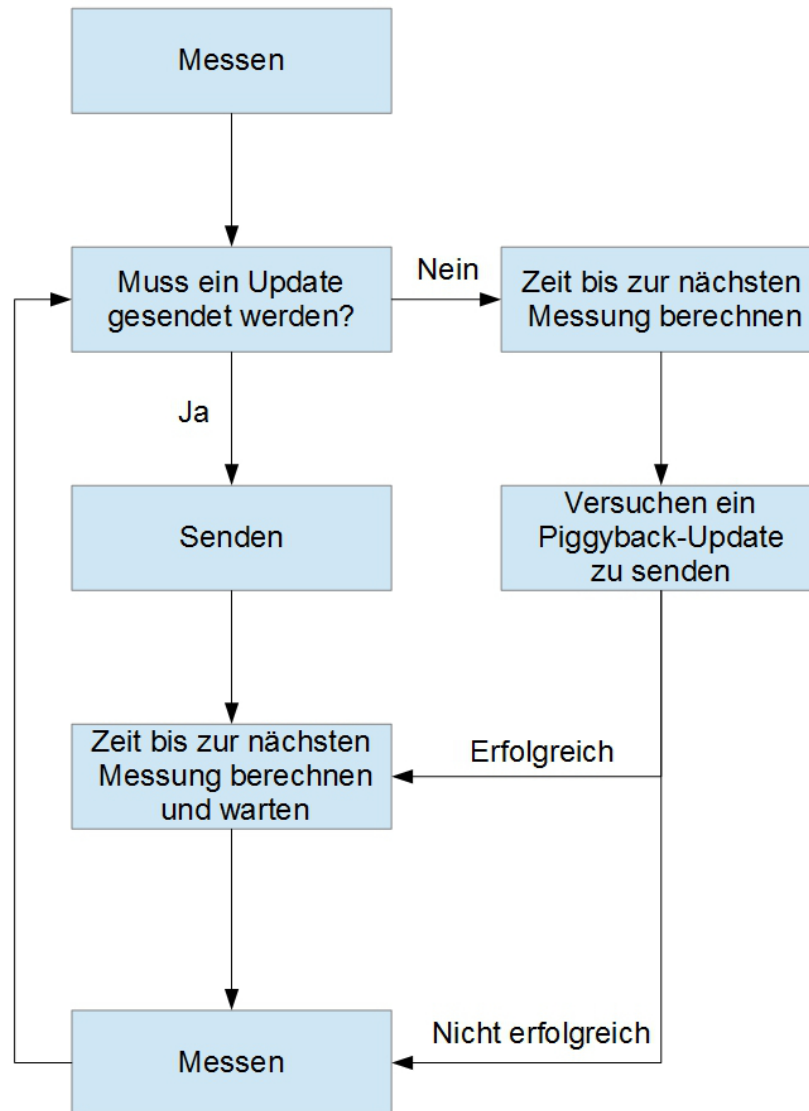 Messen
Muss ein Update
gesendet werden?
Nein
Zeit bis zur nächsten
Messung berechnen
Ja
Senden
Versuchen ein
Piggyback-Update
zu senden
Zeit bis zur nächsten
Messung berechnen
und warten
Erfolgreich
Messen
Nicht erfolgreich